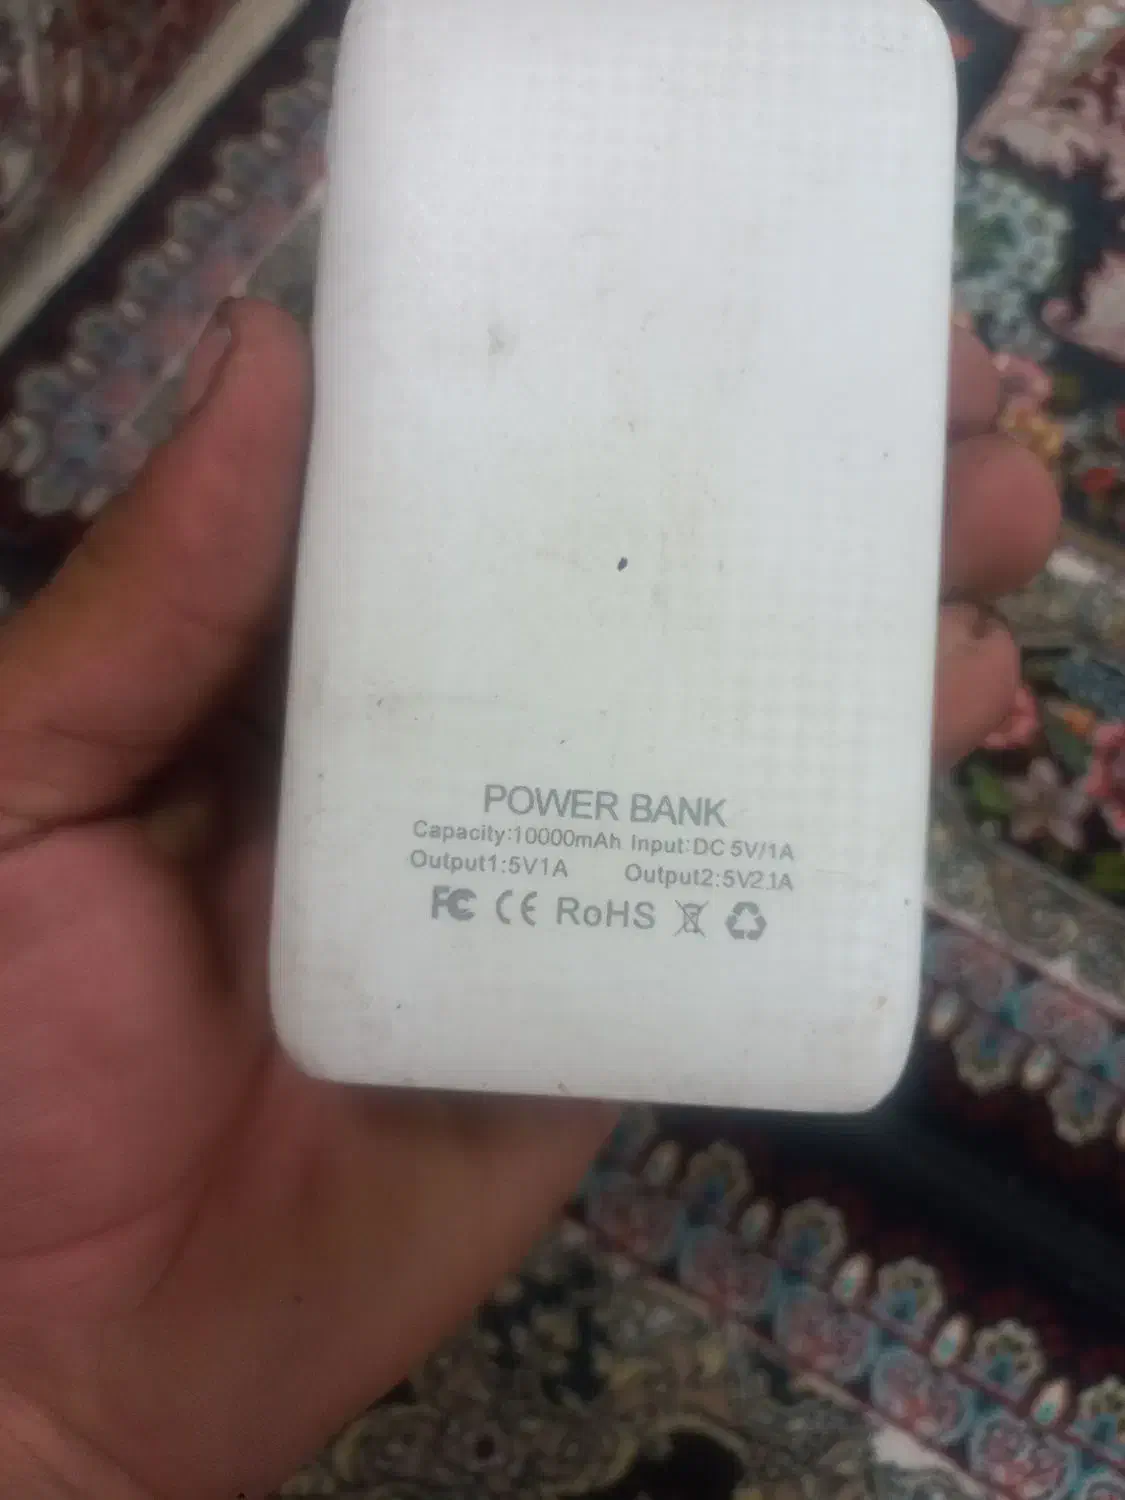 POWER BANK
Capacity:10000mAh Input:DC 5V/1A
Output1:5V1A Output2:5V2.1A
FC CE RoHS